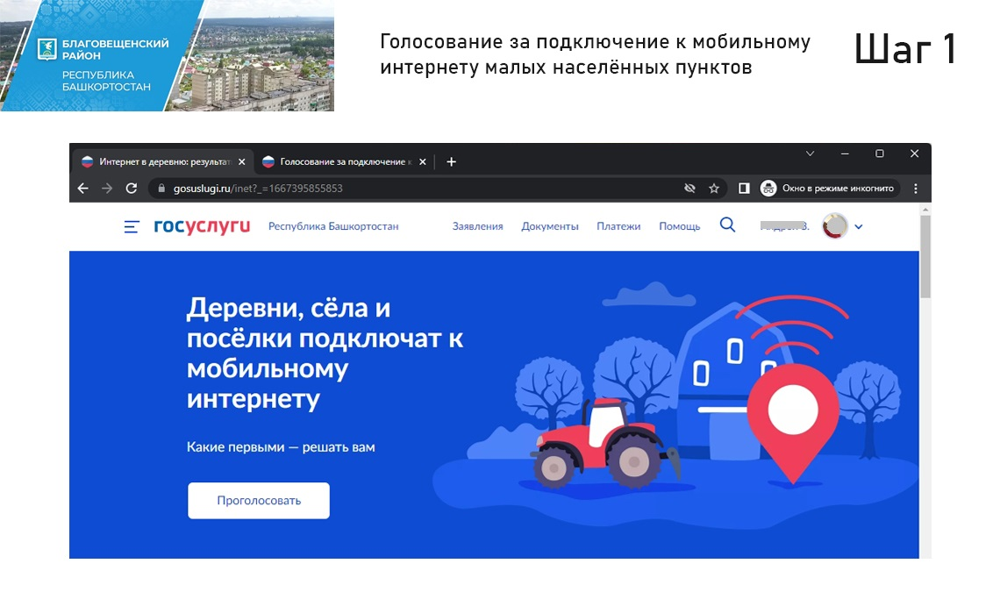 БЛАГОВЕЩЕНСКИЙ
РАЙОН
РЕСПУБЛИКА
БАШКОРТОСТАН
Голосование за подключение к мобильному
интернету малых населённых пунктов
Шаг 1
Интернет в деревню: результат
Голосование за подключение к
gosuslugi.ru/inet?_=1667395855853
Окно в режиме инкогнито
госуслуги
Республика Башкортостан
Заявления
Документы
Платежи
Помощь
Деревни, сёла и
посёлки подключат к
мобильному
интернету
Какие первыми — решать вам
Проголосовать